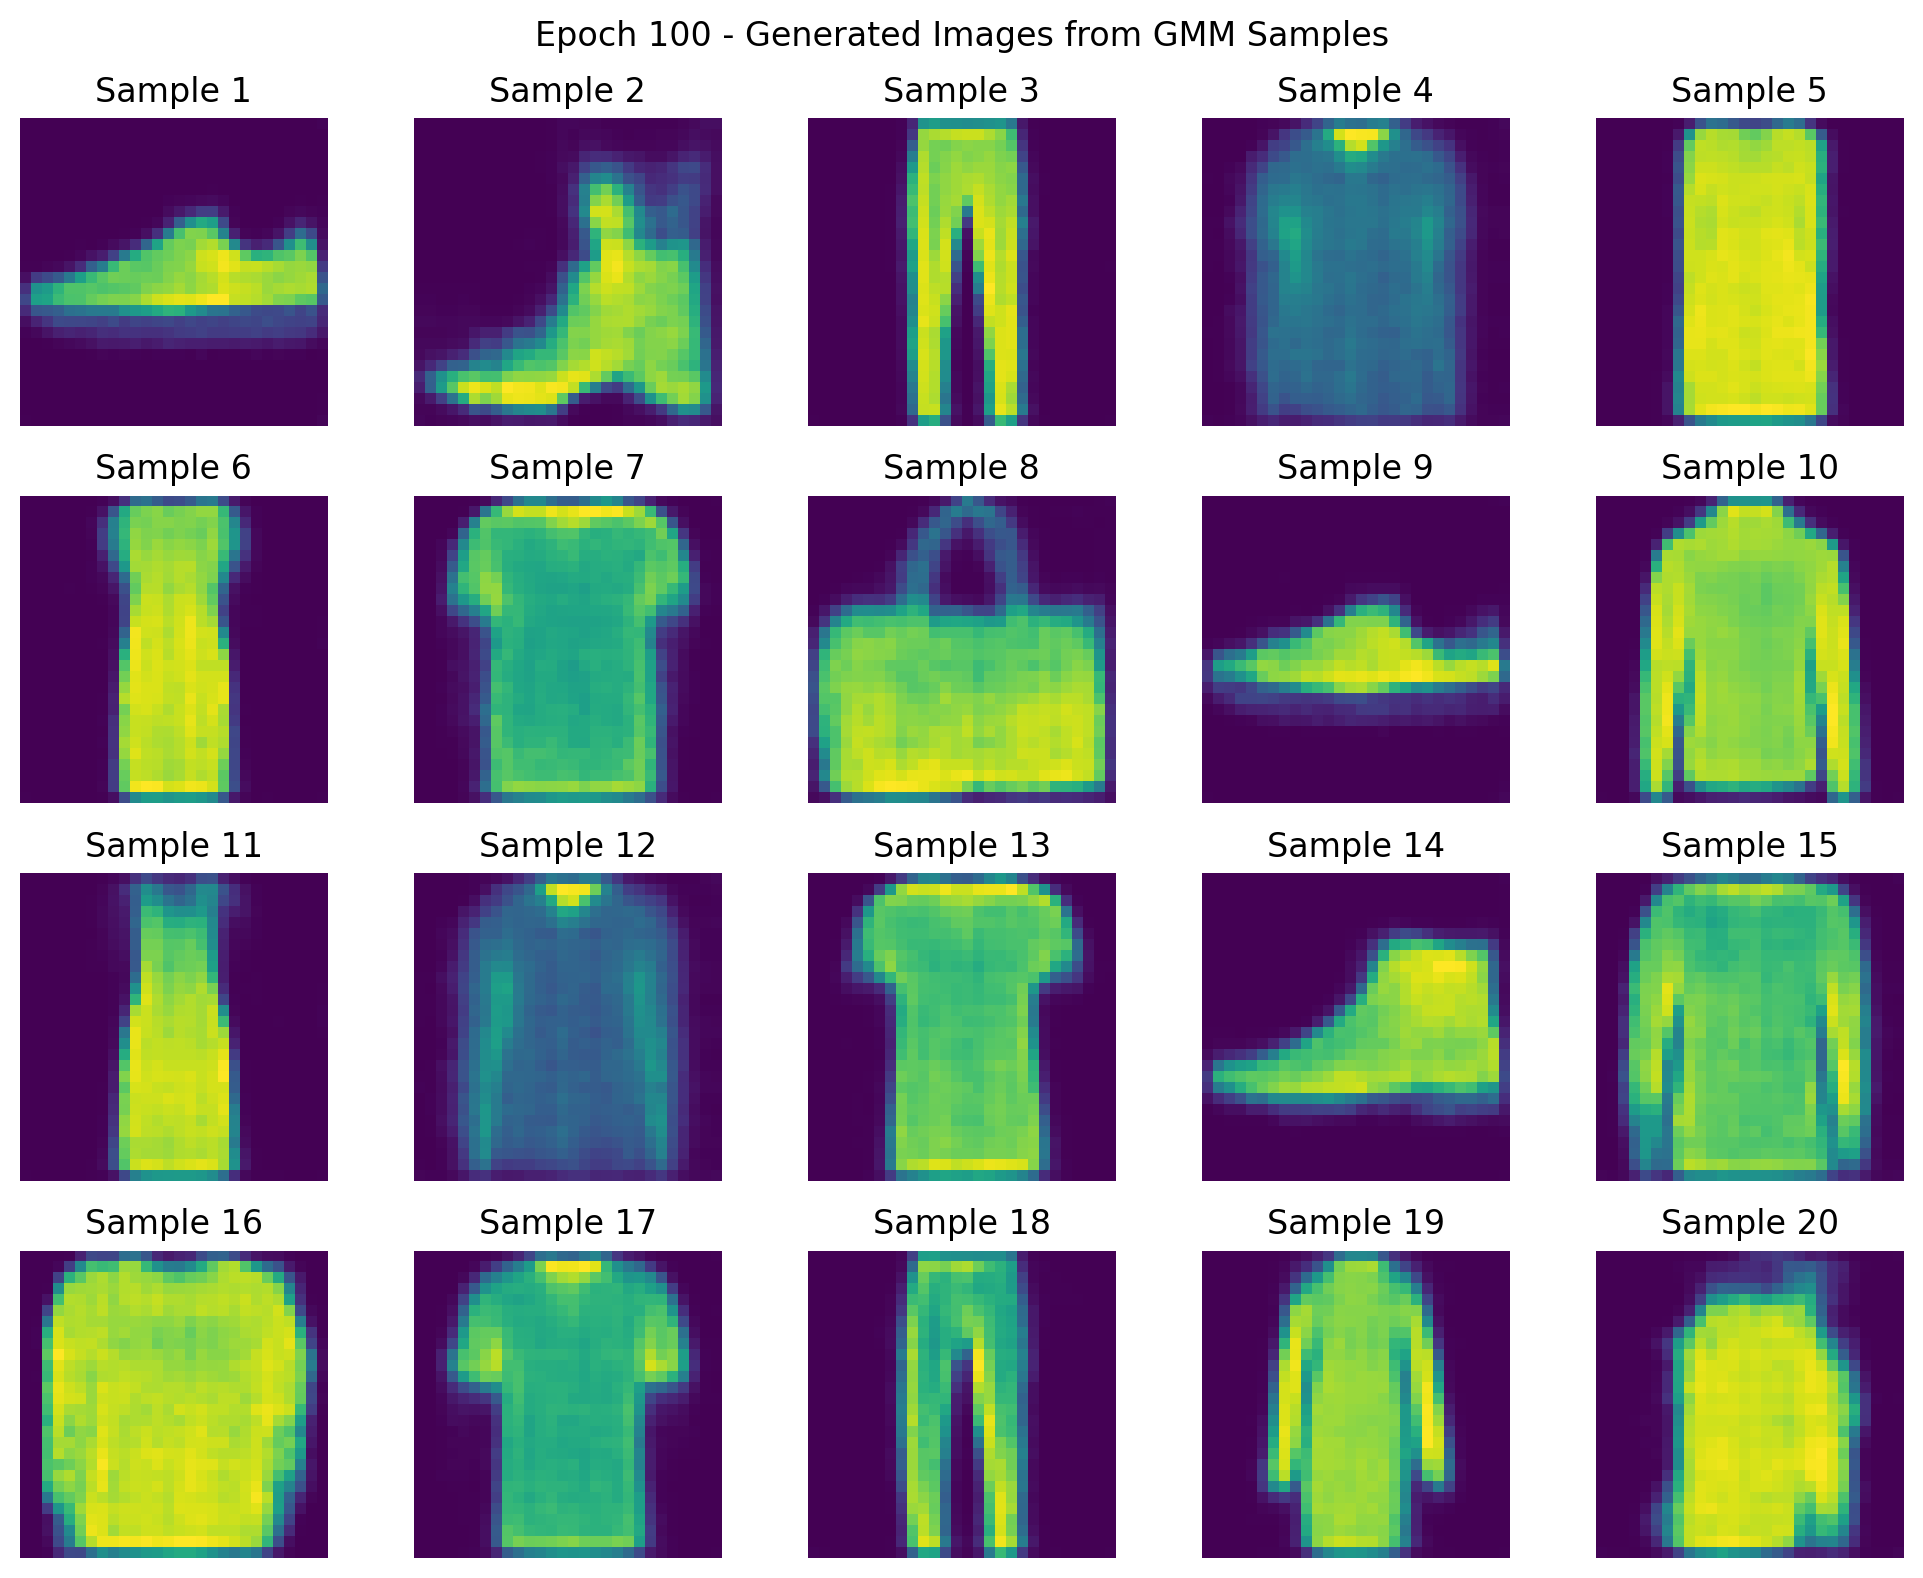 Epoch 100 - Generated Images from GMM Samples
Sample 1 Sample 2 Sample 3 Sample 4 Sample 5
Sample 6 Sample 7 Sample 8 Sample 9 Sample 10
Sample 11 Sample 12 Sample 13 Sample 14 Sample 15
Sample 16 Sample 17 Sample 18 Sample 19 Sample 20